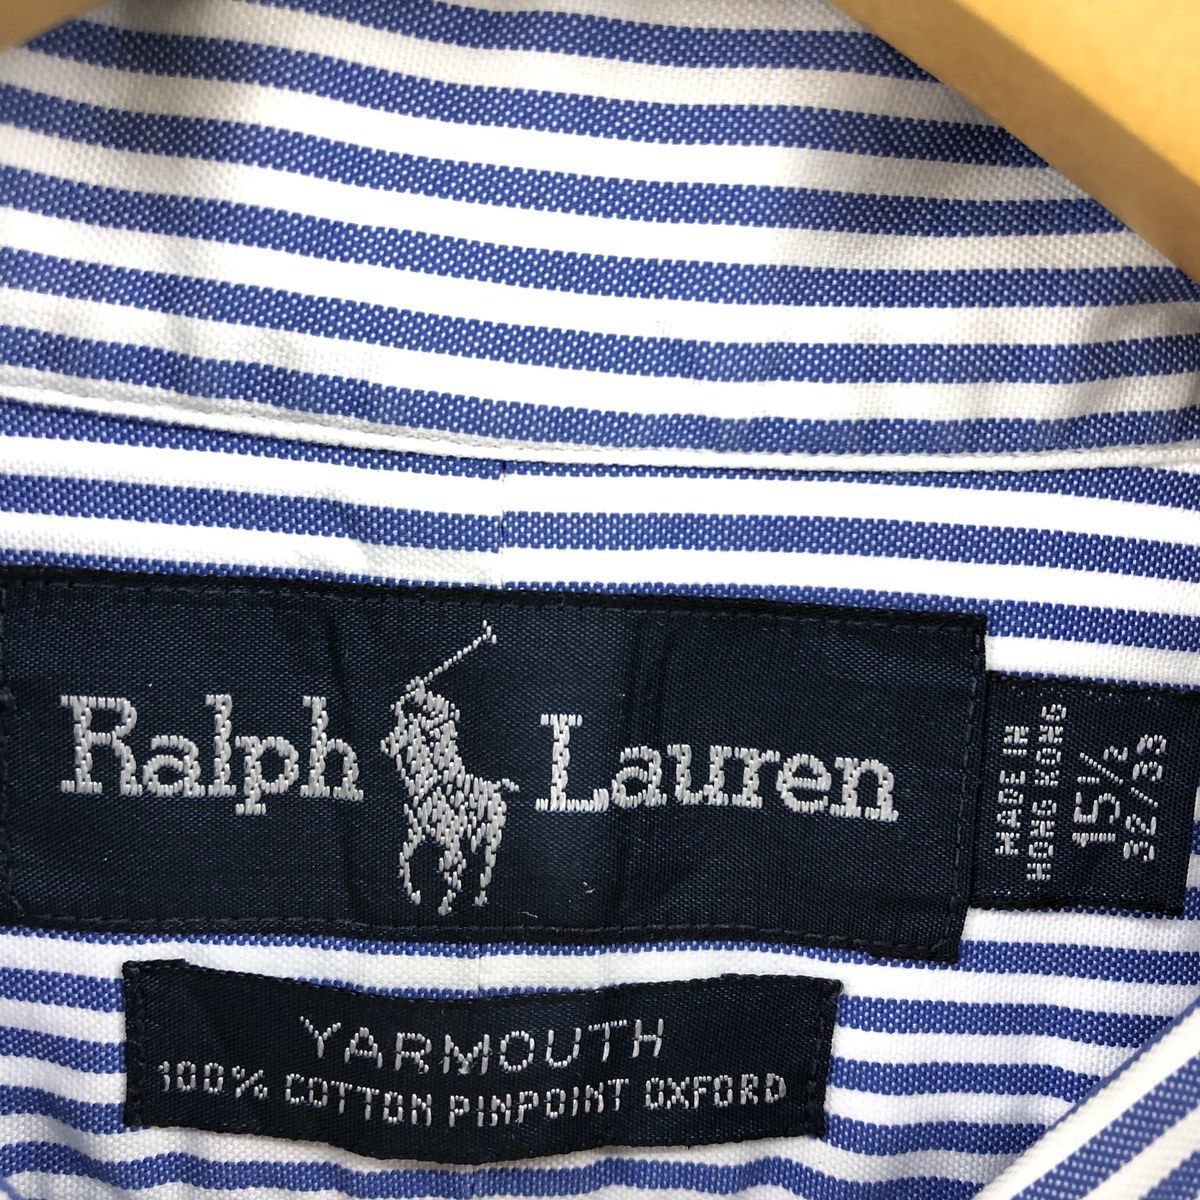 Ralph Lauren
MADE IN
HONG KONG
15½
32/33
YARMOUTH
100% COTTON PINPOINT OXFORD